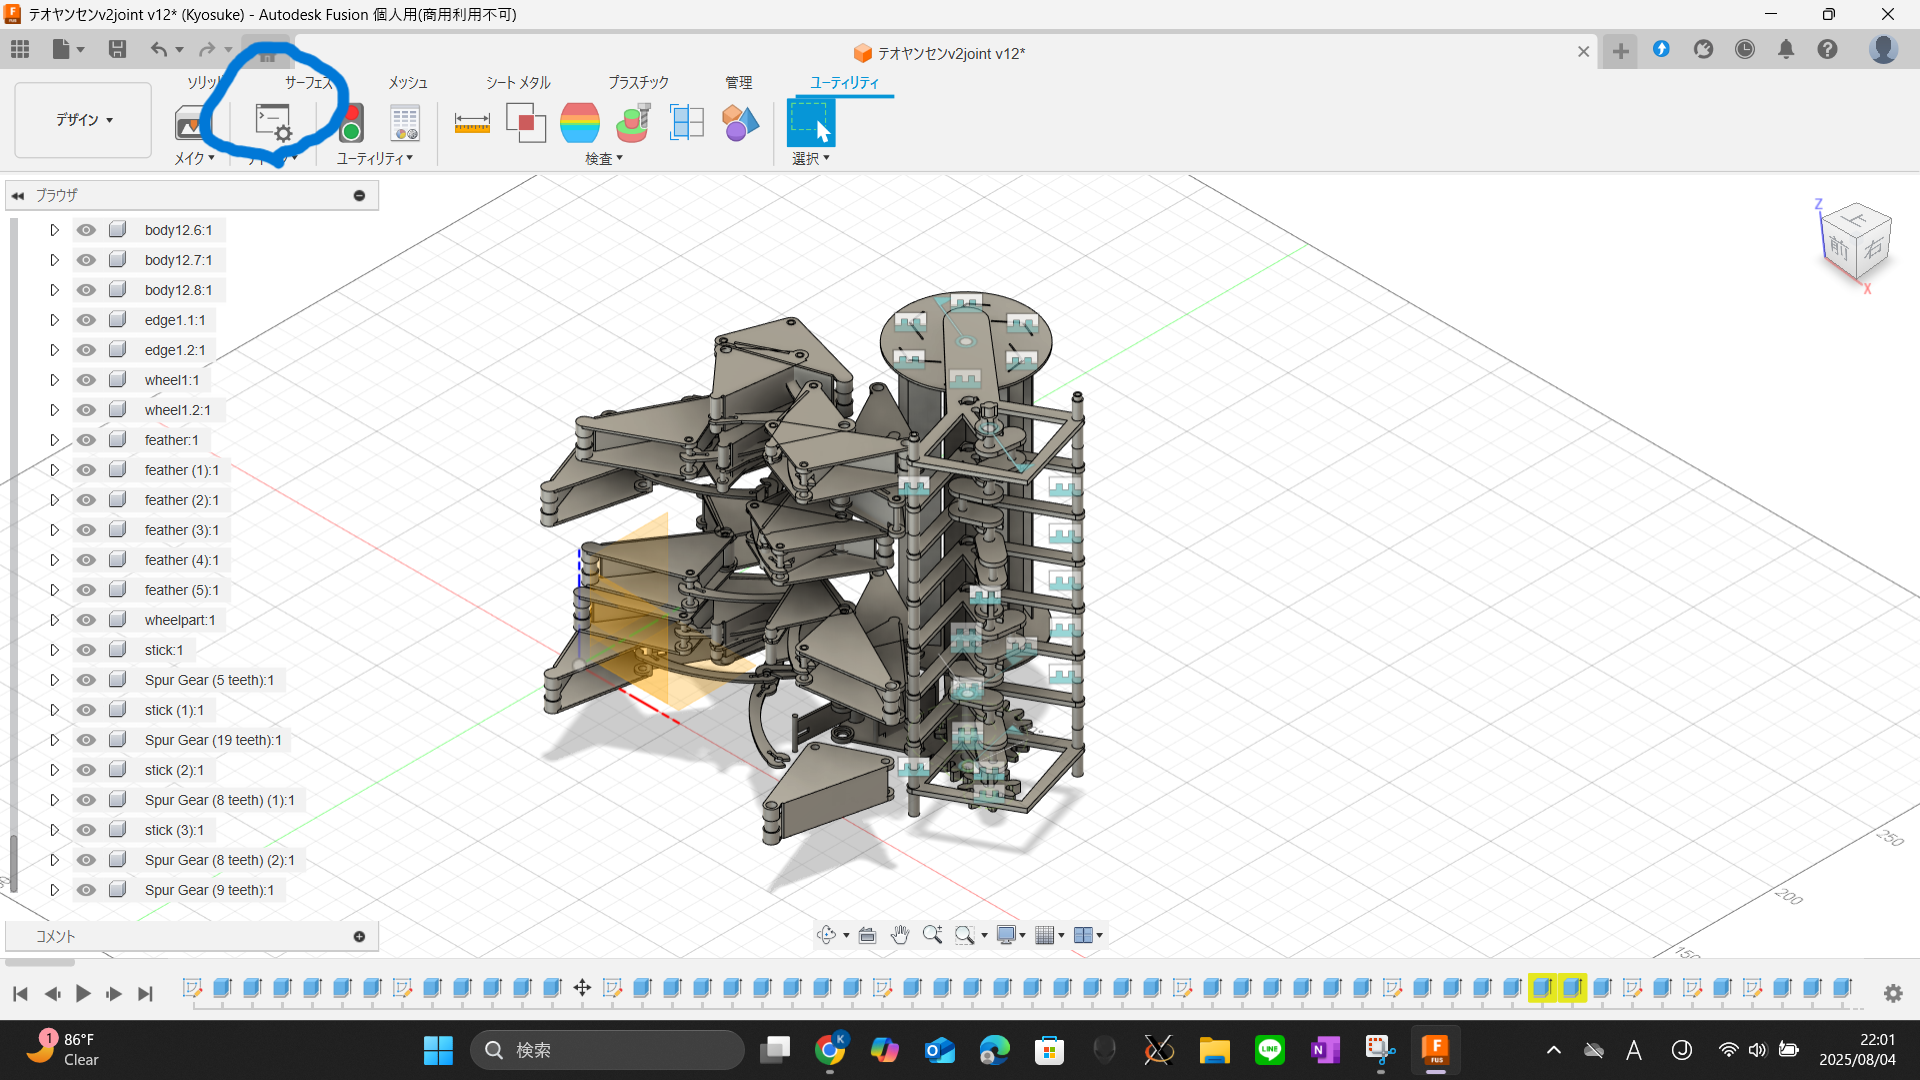 テオヤンセンv2joint v12* (Kyosuke) - Autodesk Fusion 個人用(商用利用不可)
テオヤンセンv2joint v12*
サーフェス
メッシュ
シート メタル
プラスチック
管理
ユーティリティ
デザイン
メイク
ユーティリティ
検査
選択
ブラウザ
body12.6:1
body12.7:1
body12.8:1
edge1.1:1
edge1.2:1
wheel1:1
wheel1.2:1
feather:1
feather (1):1
feather (2):1
feather (3):1
feather (4):1
feather (5):1
wheelpart:1
stick:1
Spur Gear (5 teeth):1
stick (1):1
Spur Gear (19 teeth):1
stick (2):1
Spur Gear (8 teeth) (1):1
stick (3):1
Spur Gear (8 teeth) (2):1
Spur Gear (9 teeth):1
コメント
Z
上
前
右
X
250
200
150
1
86°F
Clear
検索
K
LINE
N
F
FUS
A
J
22:01
2025/08/04